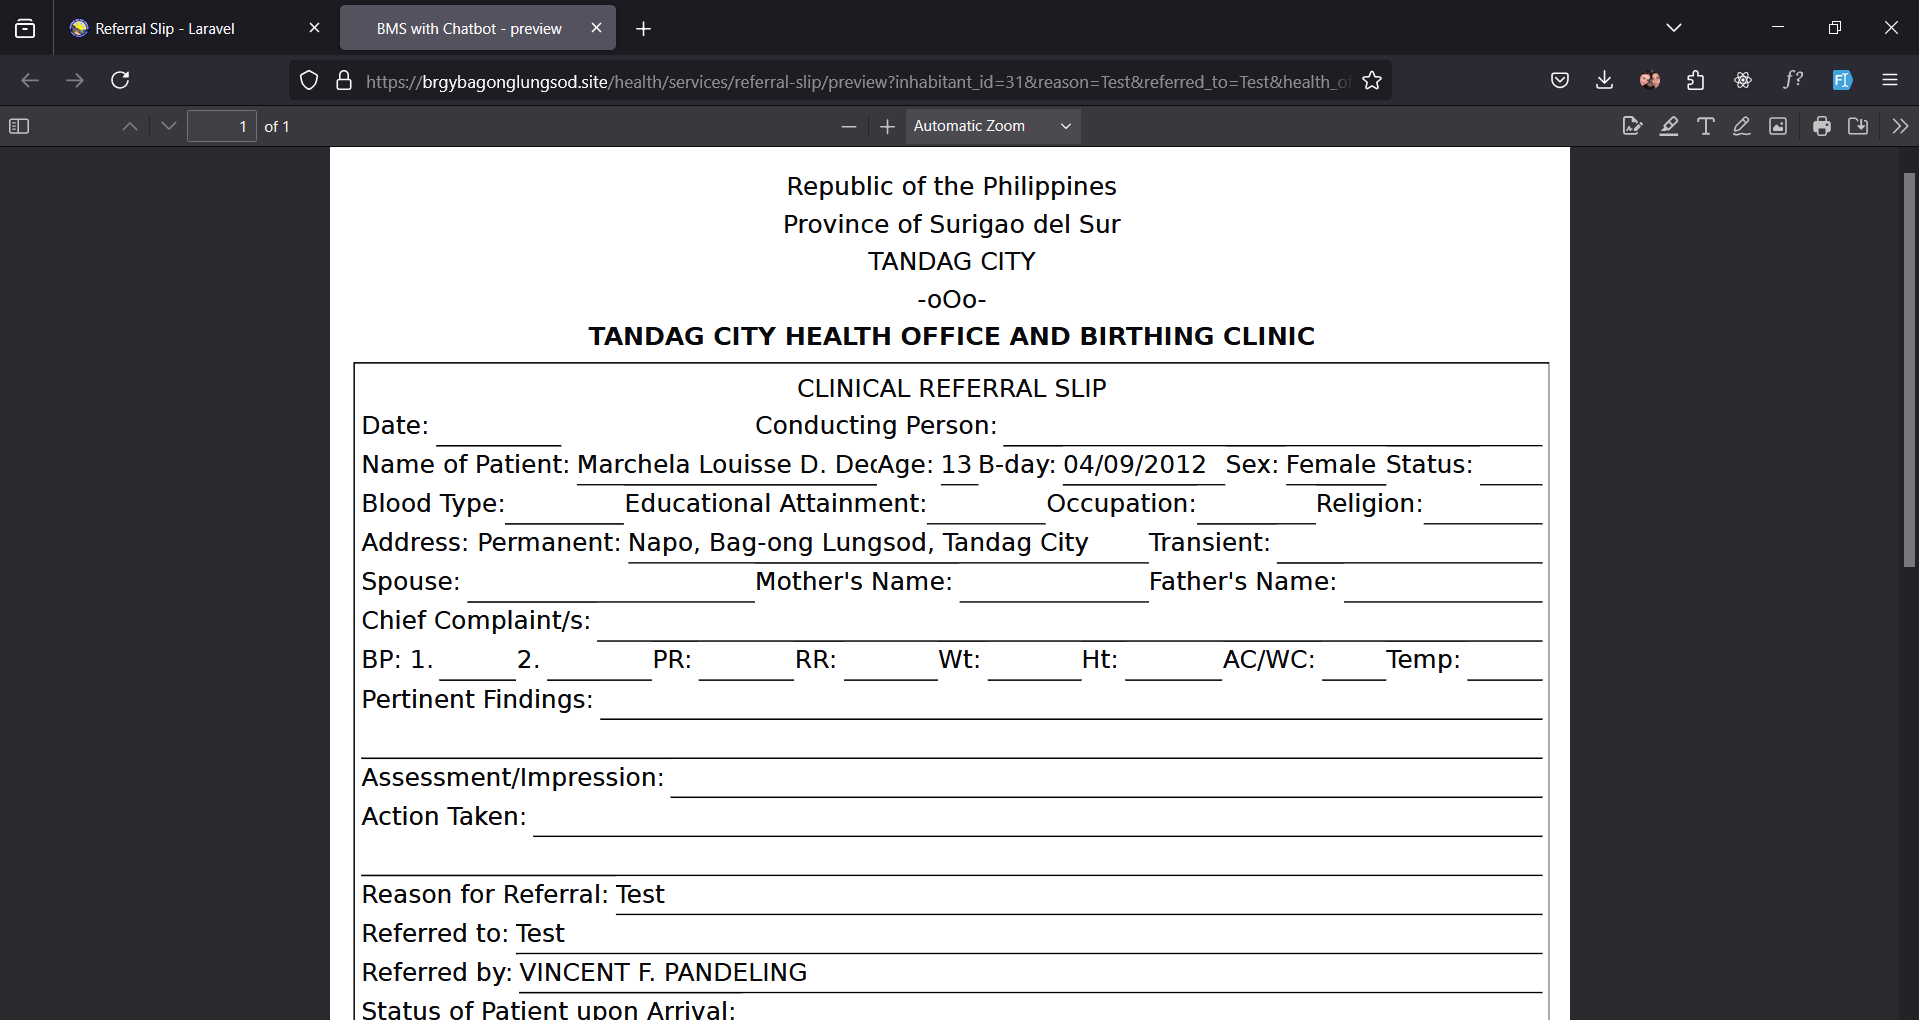 Referral Slip - Laravel
BMS with Chatbot - preview
https://brgybagonglungsod.site/health/services/referral-slip/preview?inhabitant_id=31&reason=Test&referred_to=Test&health_of
1 of 1
Automatic Zoom
Republic of the Philippines
Province of Surigao del Sur
TANDAG CITY
-oOo-
TANDAG CITY HEALTH OFFICE AND BIRTHING CLINIC
CLINICAL REFERRAL SLIP
Date: Conducting Person:
Name of Patient: Marchela Louisse D. Dec Age: 13 B-day: 04/09/2012 Sex: Female Status:
Blood Type: Educational Attainment: Occupation: Religion:
Address: Permanent: Napo, Bag-ong Lungsod, Tandag City Transient:
Spouse: Mother's Name: Father's Name:
Chief Complaint/s:
BP: 1. 2. PR: RR: Wt: Ht: AC/WC: Temp:
Pertinent Findings:
Assessment/Impression:
Action Taken:
Reason for Referral: Test
Referred to: Test
Referred by: VINCENT F. PANDELING
Status of Patient upon Arrival: